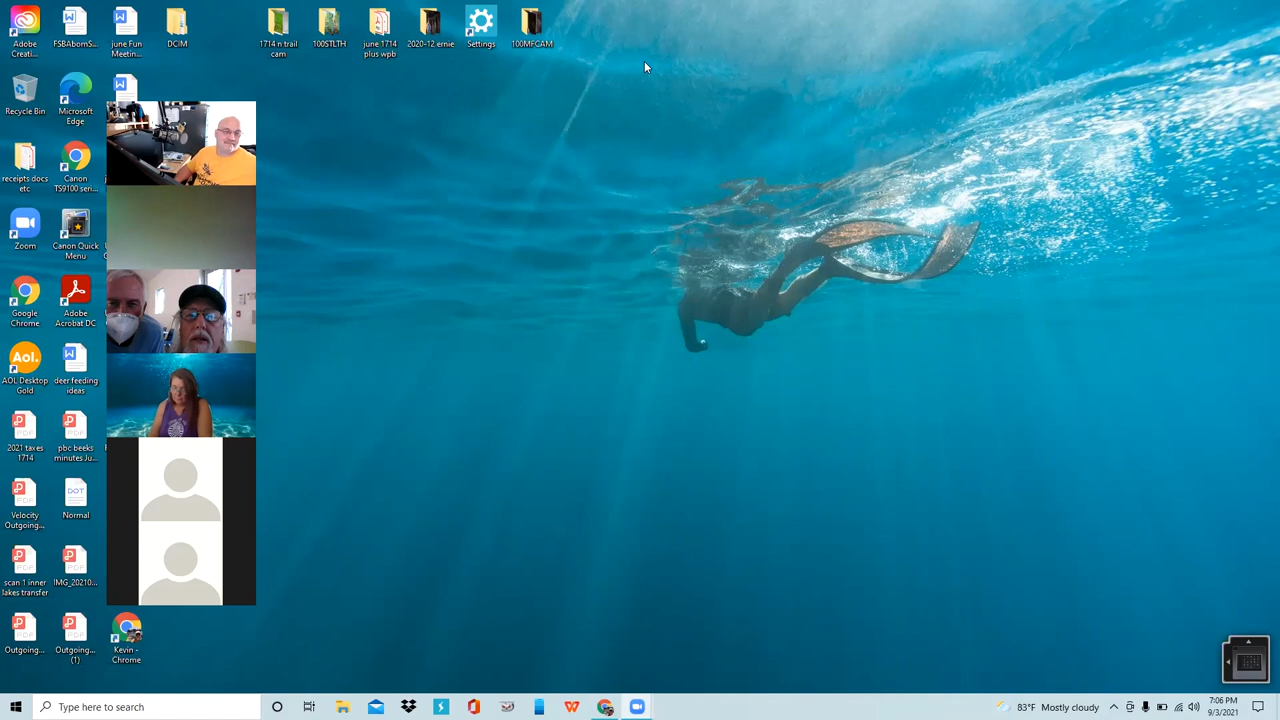 Adobe
Creati...
FSBAbomS...
june Fun
Meetin...
DCIM
1714 n trail
cam
100STLTH
june 1714
plus wpb
2020-12 ernie
Settings
100MFCAM
Recycle Bin
Microsoft
Edge
receipts docs
etc
Canon
TS9100 seri...
Zoom
Canon Quick
Menu
Google
Chrome
Adobe
Acrobat DC
Aol.
AOL Desktop
Gold
deer feeding
ideas
2021 taxes
1714
pbc beeks
minutes Ju...
Velocity
Outgoing...
DOT
Normal
scan 1 inner
lakes transfer
IMG_20210...
Outgoing...
Outgoing...
(1)
Kevin -
Chrome
Type here to search
83°F Mostly cloudy
7:06 PM
9/3/2021